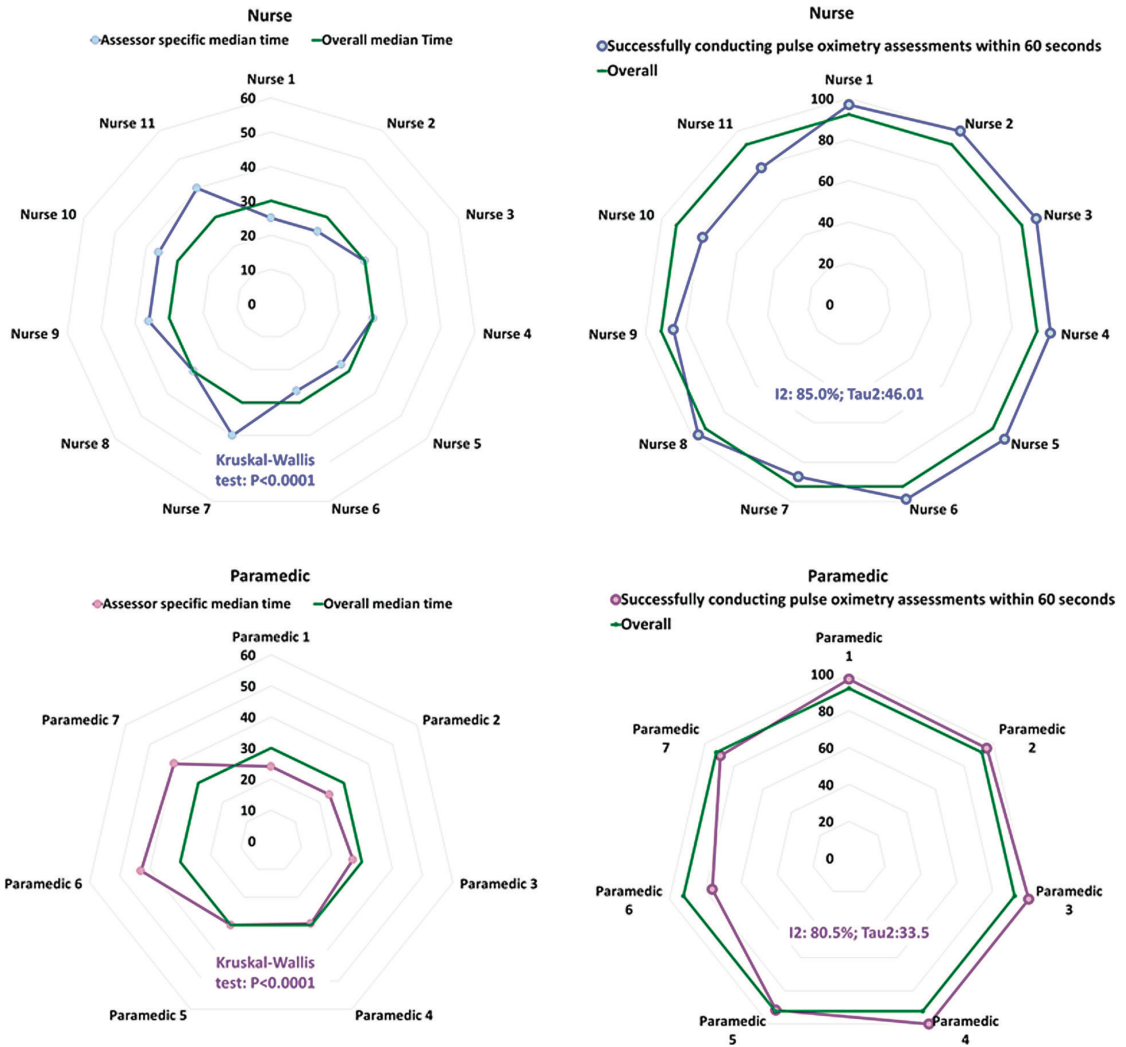 Nurse
Assessor specific median time
Overall median Time
Nurse 1
60
Nurse 11
Nurse 2
50
40
Nurse 10
30
Nurse 3
20
10
0
Nurse 9
Nurse 4
Nurse 8
Nurse 5
Kruskal-Wallis
test: P<0.0001
Nurse 7
Nurse 6
Nurse
Successfully conducting pulse oximetry assessments within 60 seconds
Overall
Nurse 1
100
Nurse 11
Nurse 2
80
60
Nurse 10
Nurse 3
40
20
0
Nurse 9
Nurse 4
I2: 85.0%; Tau2:46.01
Nurse 8
Nurse 5
Nurse 7
Nurse 6
Paramedic
Assessor specific median time
Overall median time
Paramedic 1
60
50
Paramedic 7
Paramedic 2
40
30
20
10
0
Paramedic 6
Paramedic 3
Kruskal-Wallis
test: P<0.0001
Paramedic 5
Paramedic 4
Paramedic
Successfully conducting pulse oximetry assessments within 60 seconds
Overall
Paramedic
1
100
Paramedic
7
Paramedic
2
80
60
40
20
0
Paramedic
6
Paramedic
3
I2: 80.5%; Tau2:33.5
Paramedic
5
Paramedic
4